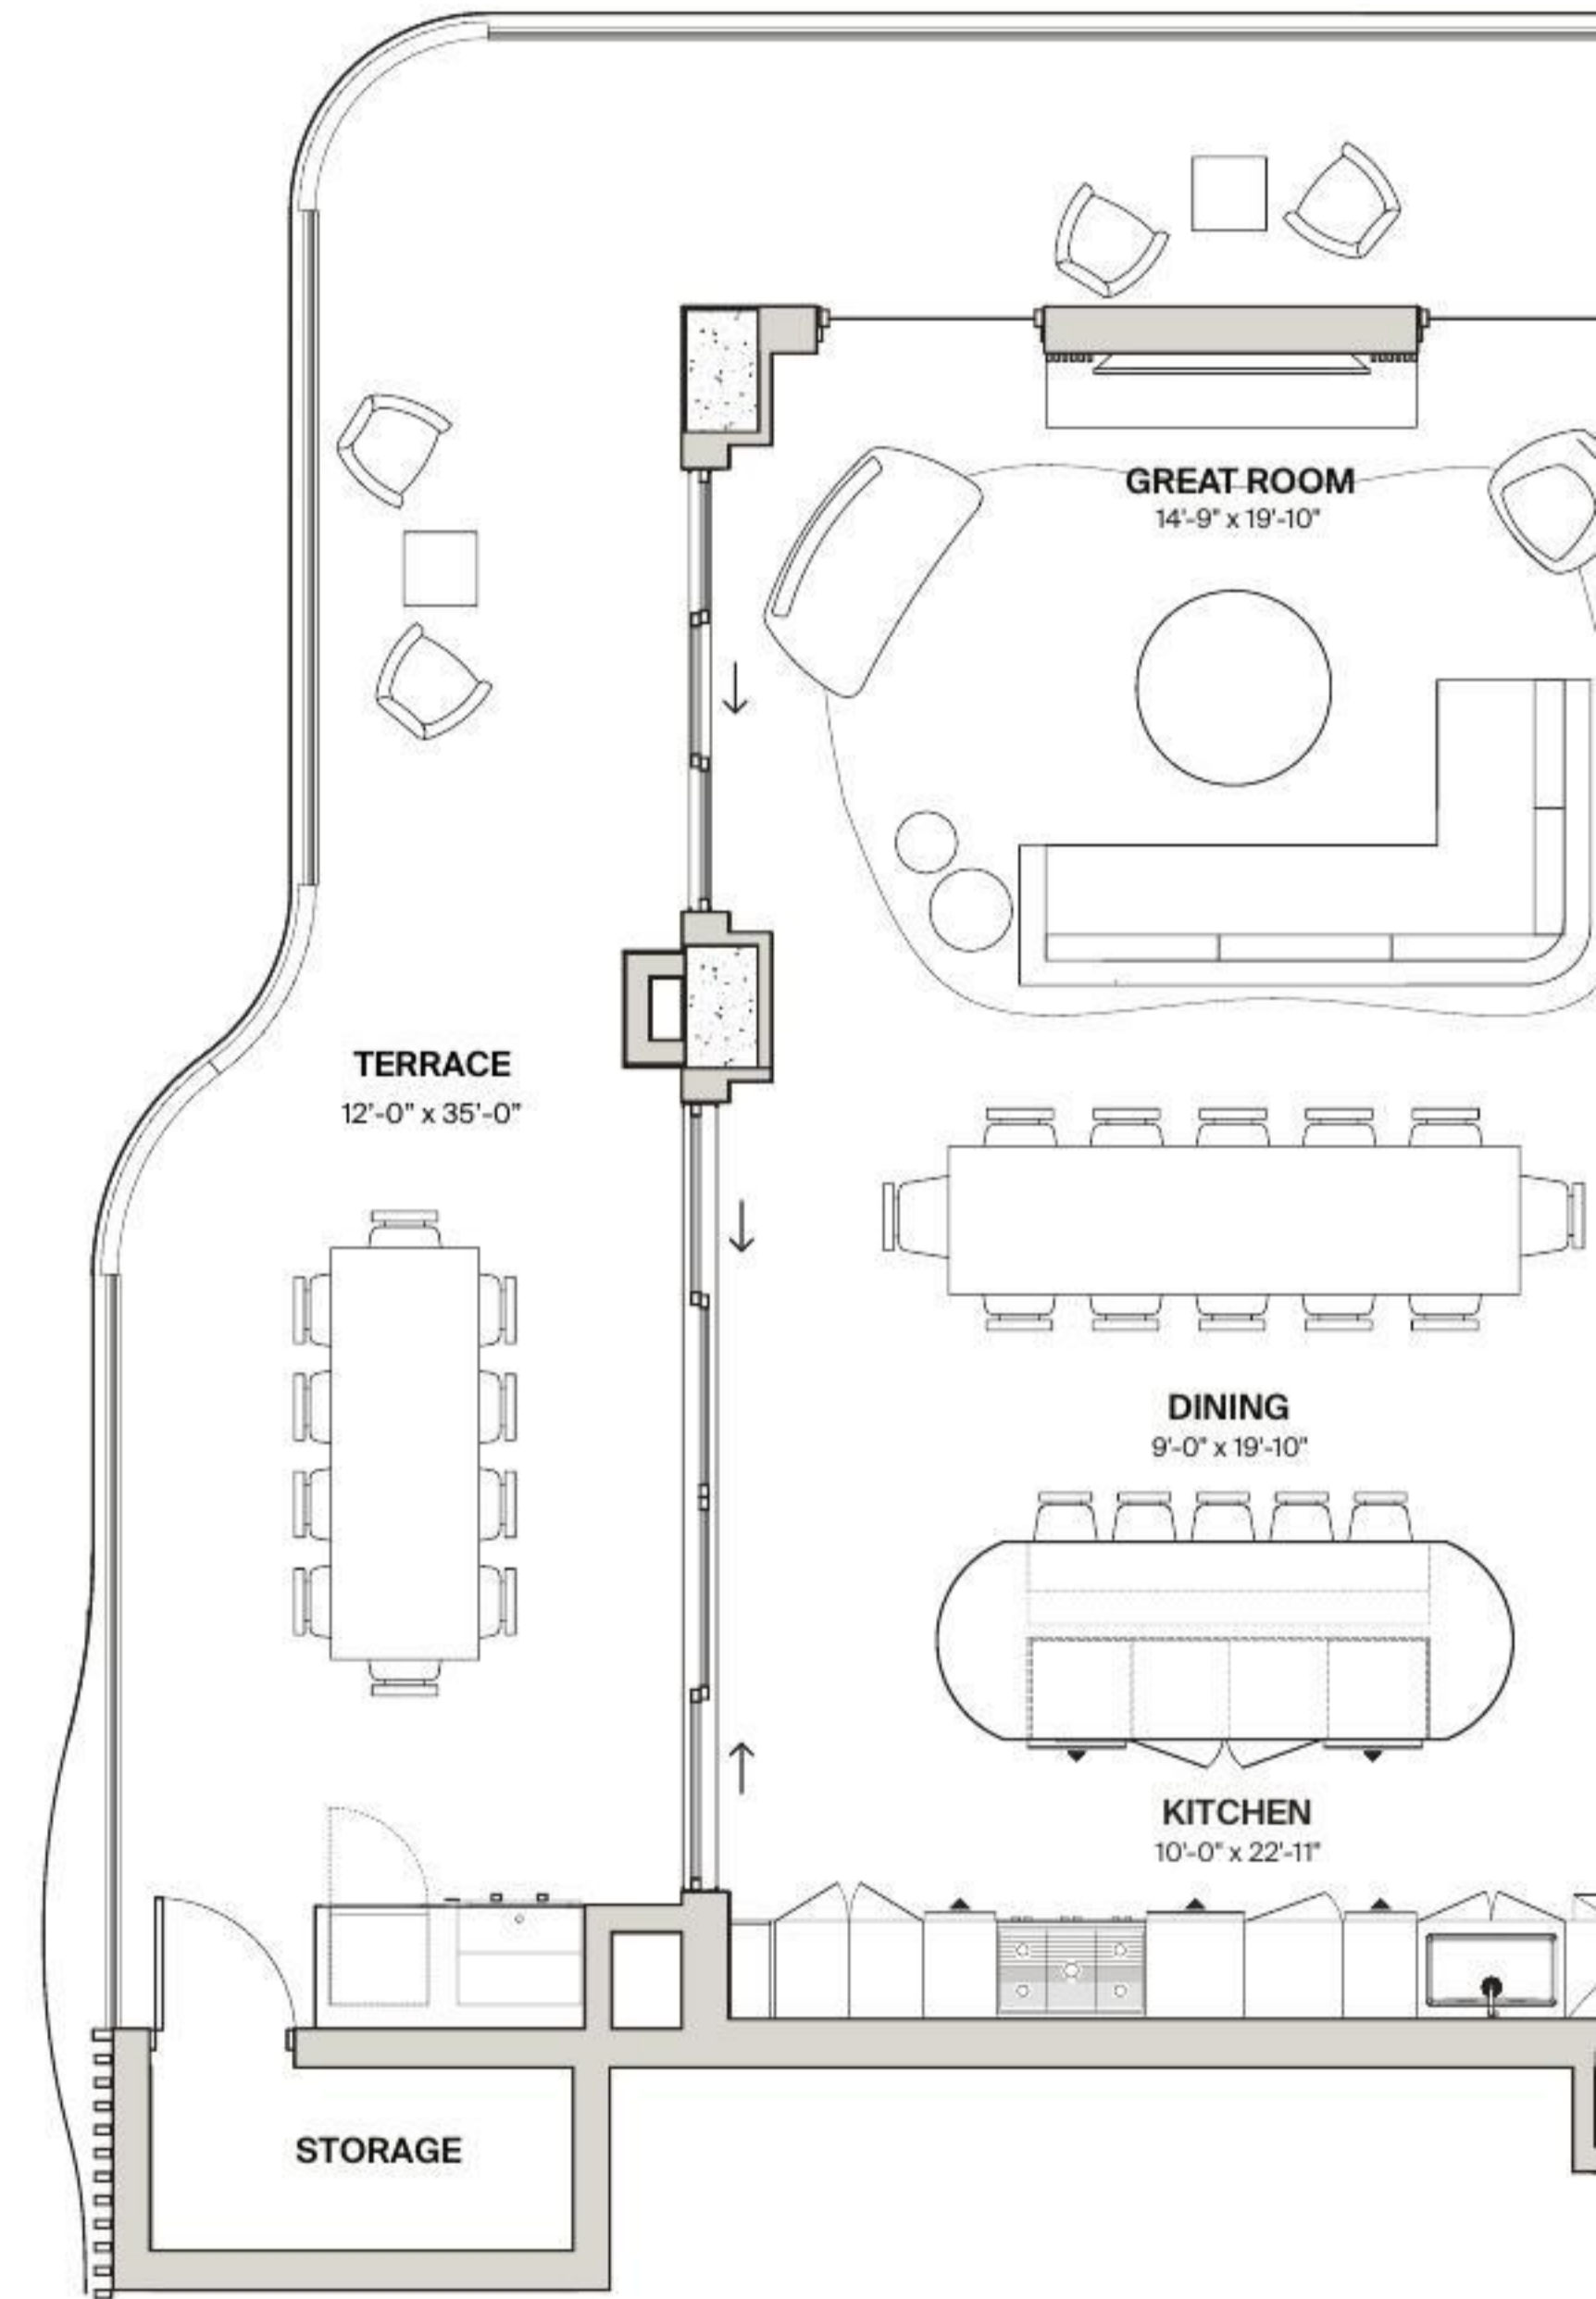 GREAT ROOM
14'-9" x 19'-10"
TERRACE
12'-0" x 35'-0"
DINING
9'-0" x 19'-10"
KITCHEN
10'-0" x 22'-11"
STORAGE